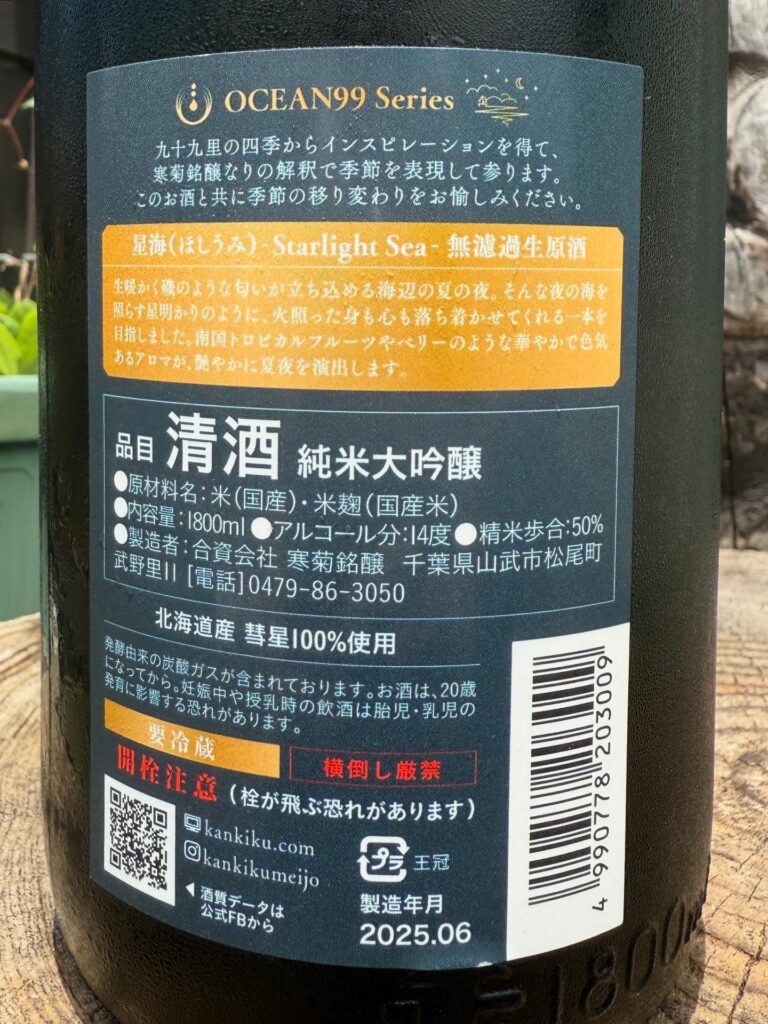 OCEAN99 Series
九十九里の四季からインスピレーションを得て、
寒菊銘醸なりの解釈で季節を表現して参ります。
このお酒と共に季節の移り変わりをお愉しみください。
星海(ほしうみ) - Starlight Sea - 無濾過生原酒
生暖かく磯のような匂いが立ち込める海辺の夏の夜。そんな夜の海を
照らす星明かりのように、火照った身も心も落ち着かせてくれる一本を
目指しました。南国トロピカルフルーツやベリーのような華やかで色気
あるアロマが、艶やかに夏夜を演出します。
品目 清酒 純米大吟醸
●原材料名:米(国産)・米麹(国産米)
●内容量:1800ml ●アルコール分:14度 ●精米歩合:50%
●製造者:合資会社 寒菊銘醸 千葉県山武市松尾町
武野里11 [電話]0479-86-3050
北海道産 彗星100%使用
発酵由来の炭酸ガスが含まれております。お酒は、20歳
になってから。妊娠中や授乳時の飲酒は胎児・乳児の
発育に影響する恐れがあります。
要冷蔵
横倒し厳禁
開栓注意(栓が飛ぶ恐れがあります)
kankiku.com
kankikumeijo
◀酒質データは
公式FBから
プラ 王冠
製造年月
2025.06
4 990778 203009
1800